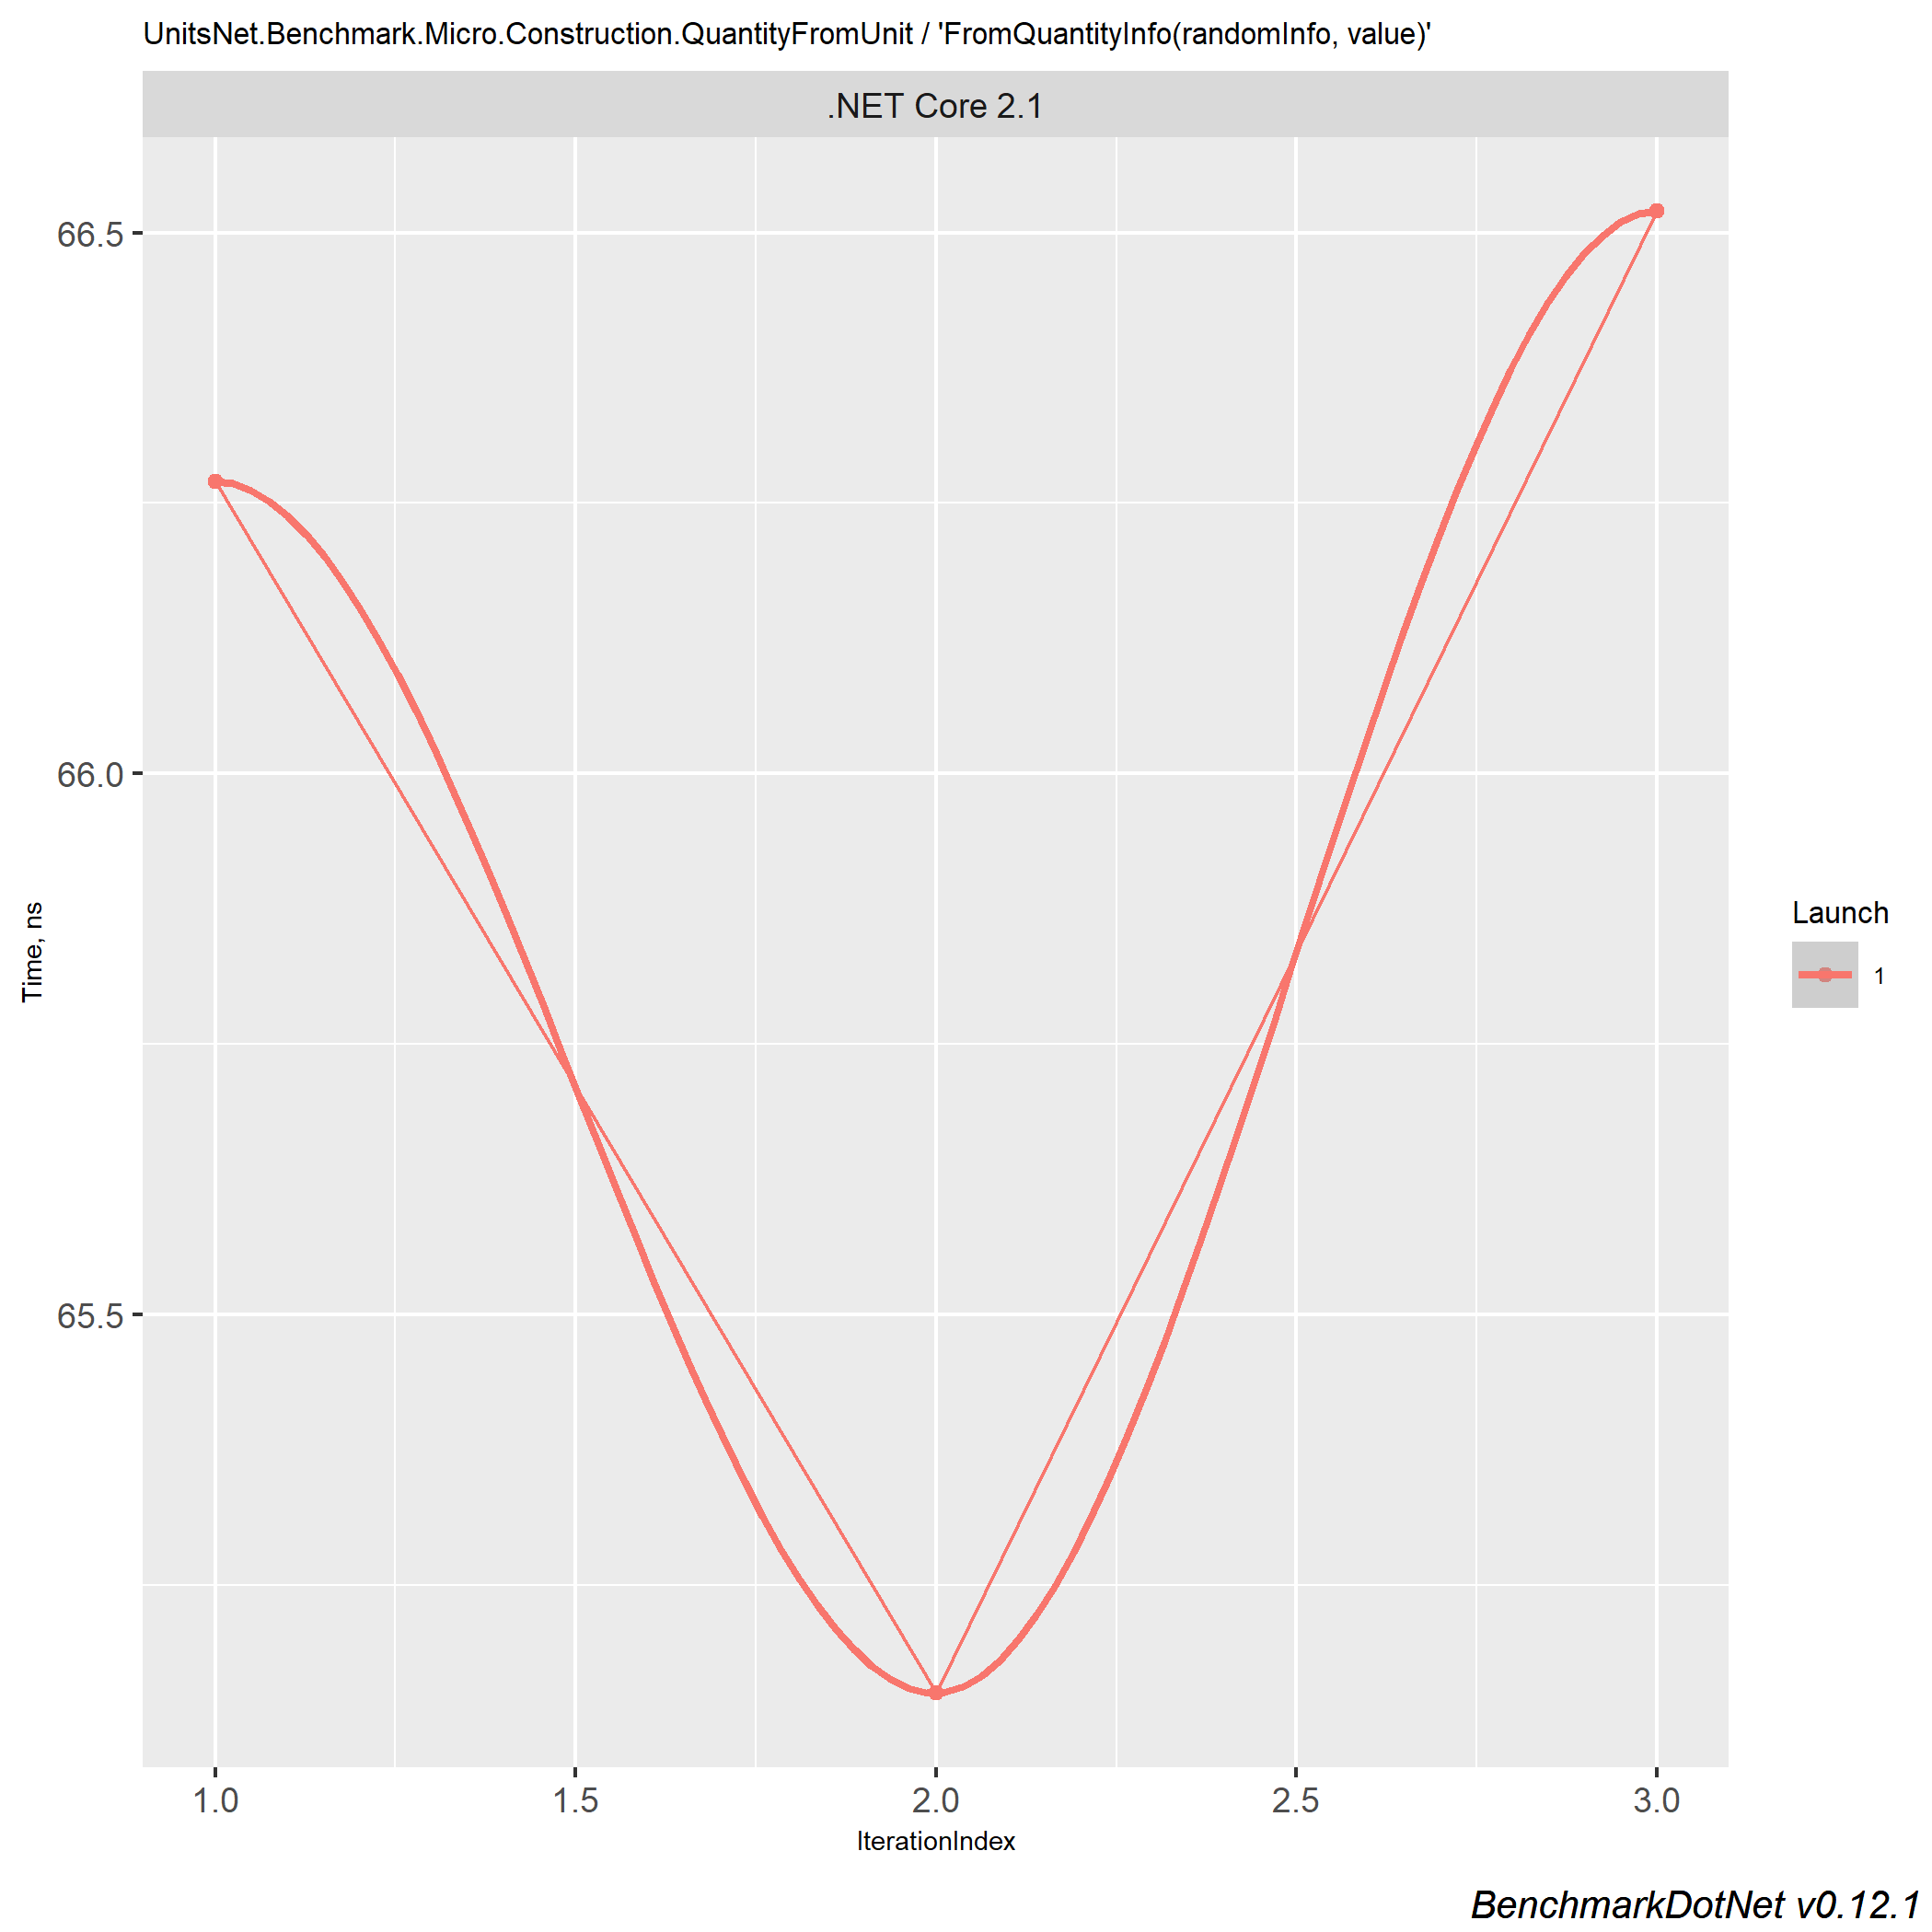 UnitsNet.Benchmark.Micro.Construction.QuantityFromUnit / 'FromQuantityInfo(randomInfo, value)'
.NET Core 2.1
66.5
66.0
65.5
Time, ns
1.0 1.5 2.0 2.5 3.0
IterationIndex
Launch
1
BenchmarkDotNet v0.12.1